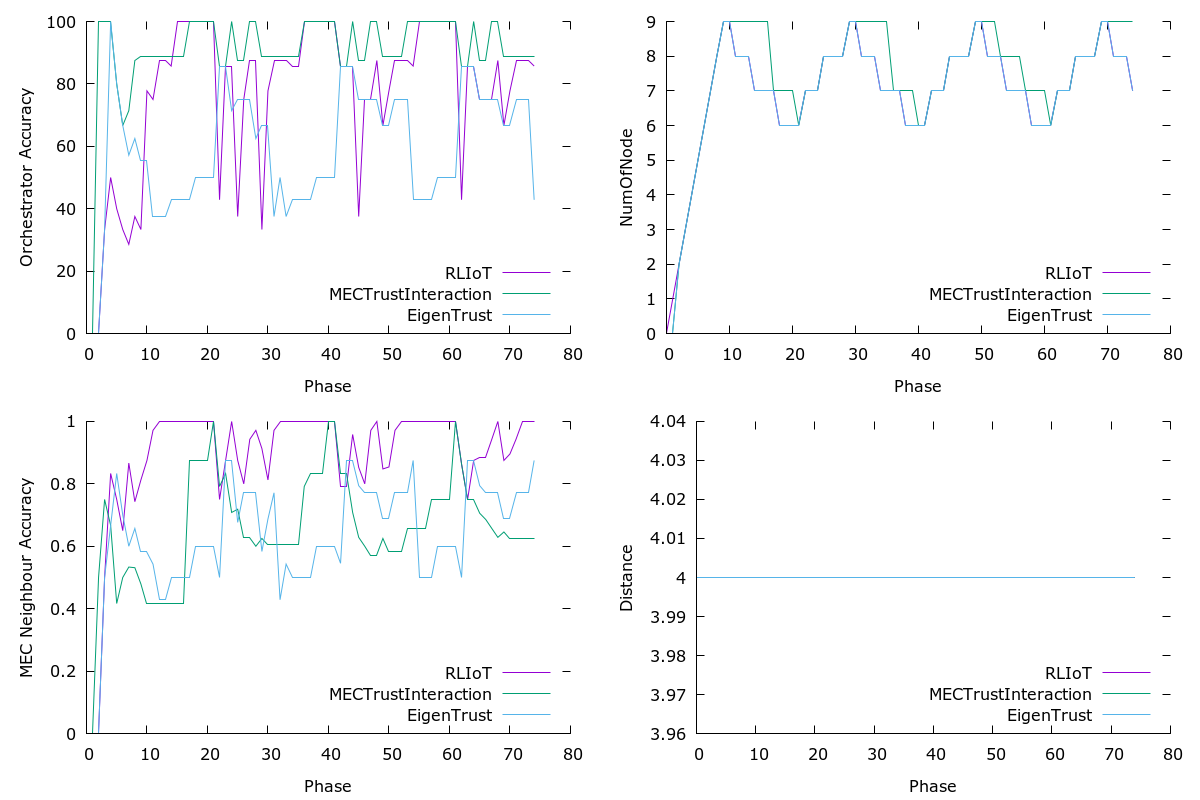 100
80
60
40
20
0
Orchestrator Accuracy
RLIoT
MECTrustInteraction
EigenTrust
0 10 20 30 40 50 60 70 80
Phase
9
8
7
6
5
4
3
2
1
0
NumOfNode
RLIoT
MECTrustInteraction
EigenTrust
0 10 20 30 40 50 60 70 80
Phase
1
0.8
0.6
0.4
0.2
0
MEC Neighbour Accuracy
RLIoT
MECTrustInteraction
EigenTrust
0 10 20 30 40 50 60 70 80
Phase
4.04
4.03
4.02
4.01
4
3.99
3.98
3.97
3.96
Distance
RLIoT
MECTrustInteraction
EigenTrust
0 10 20 30 40 50 60 70 80
Phase